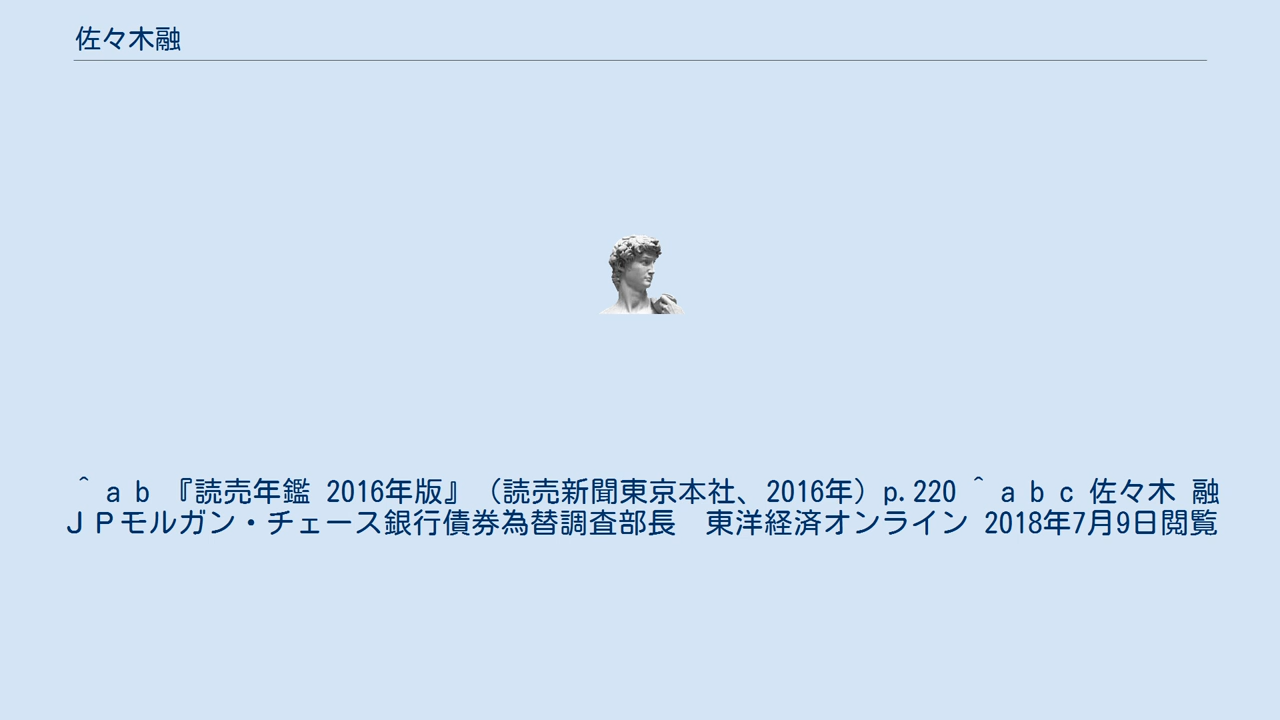 佐々木融
^ a b 『読売年鑑 2016年版』（読売新聞東京本社、2016年）p.220 ^ a b c 佐々木 融
ＪＰモルガン・チェース銀行債券為替調査部長　東洋経済オンライン 2018年7月9日閲覧